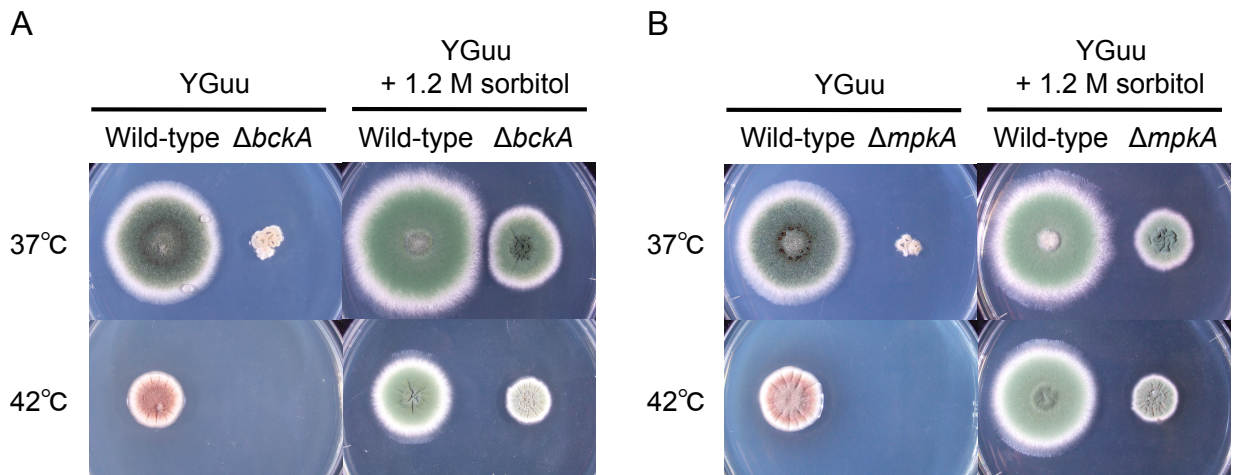 A
YGuu
YGuu
+ 1.2 M sorbitol
Wild-type ΔbckA
Wild-type ΔbckA
37°C
42°C
B
YGuu
YGuu
+ 1.2 M sorbitol
Wild-type ΔmpkA
Wild-type ΔmpkA
37°C
42°C